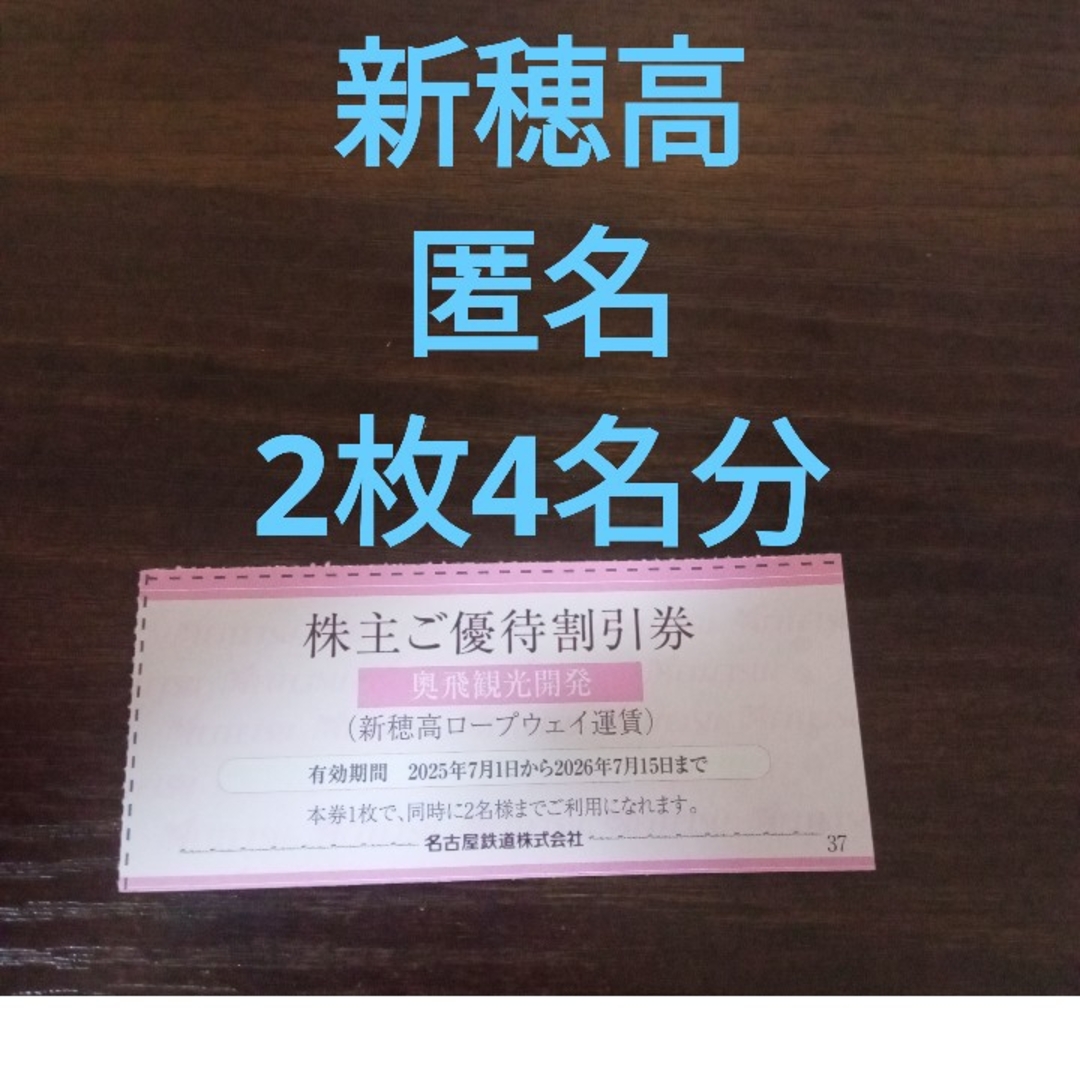 新穂高
匿名
2枚4名分
株主ご優待割引券
奥飛観光開発
(新穂高ロープウェイ運賃)
有効期間 2025年7月1日から2026年7月15日まで
本券1枚で、同時に2名様までご利用になれます。
名古屋鉄道株式会社
37